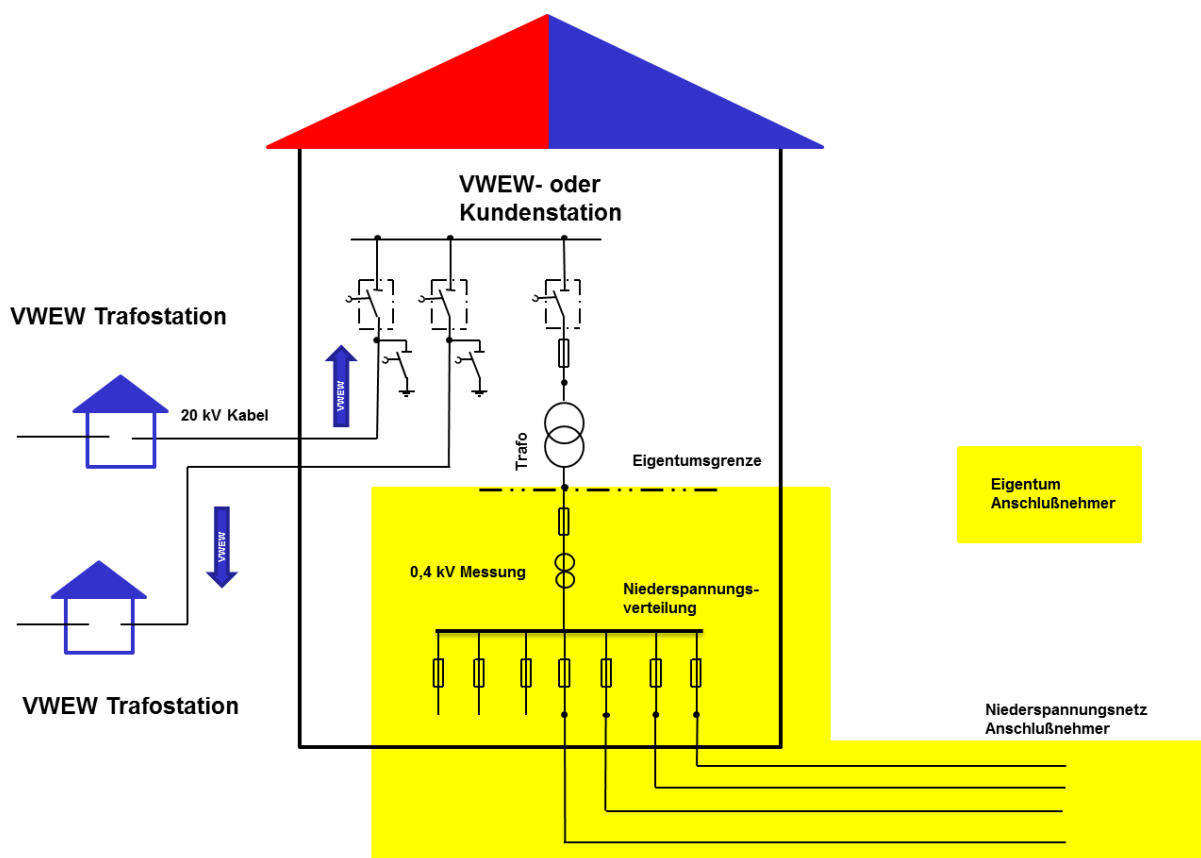 VWEW- oder
Kundenstation
VWEW Trafostation
VWEW
20 kV Kabel
Trafo
Eigentumsgrenze
Eigentum
Anschlußnehmer
VWEW
0,4 kV Messung
Niederspannungs-
verteilung
VWEW Trafostation
Niederspannungsnetz
Anschlußnehmer